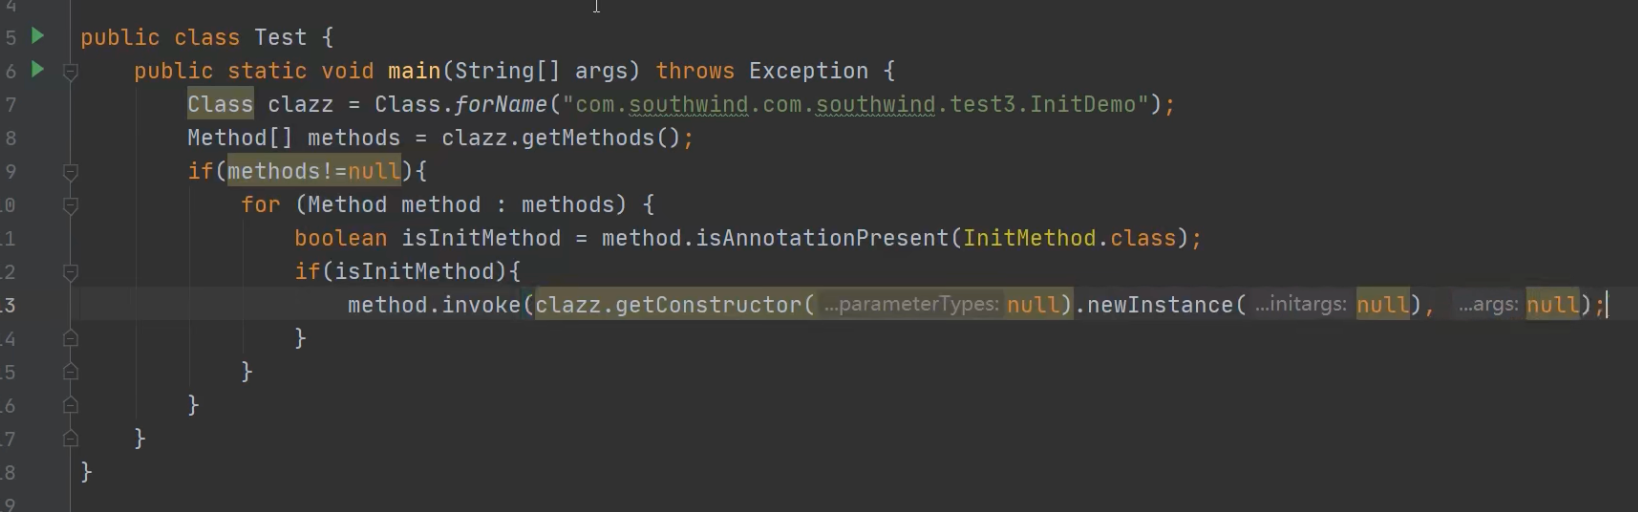 4
5 public class Test {
6 public static void main(String[] args) throws Exception {
7 Class clazz = Class.forName("com.southwind.com.southwind.test3.InitDemo");
8 Method[] methods = clazz.getMethods();
9 if(methods!=null){
10 for (Method method : methods) {
11 boolean isInitMethod = method.isAnnotationPresent(InitMethod.class);
12 if(isInitMethod){
13 method.invoke(clazz.getConstructor( ...parameterTypes: null).newInstance( ...initargs: null), ...args: null);
14 }
15 }
16 }
17 }
18 }
19